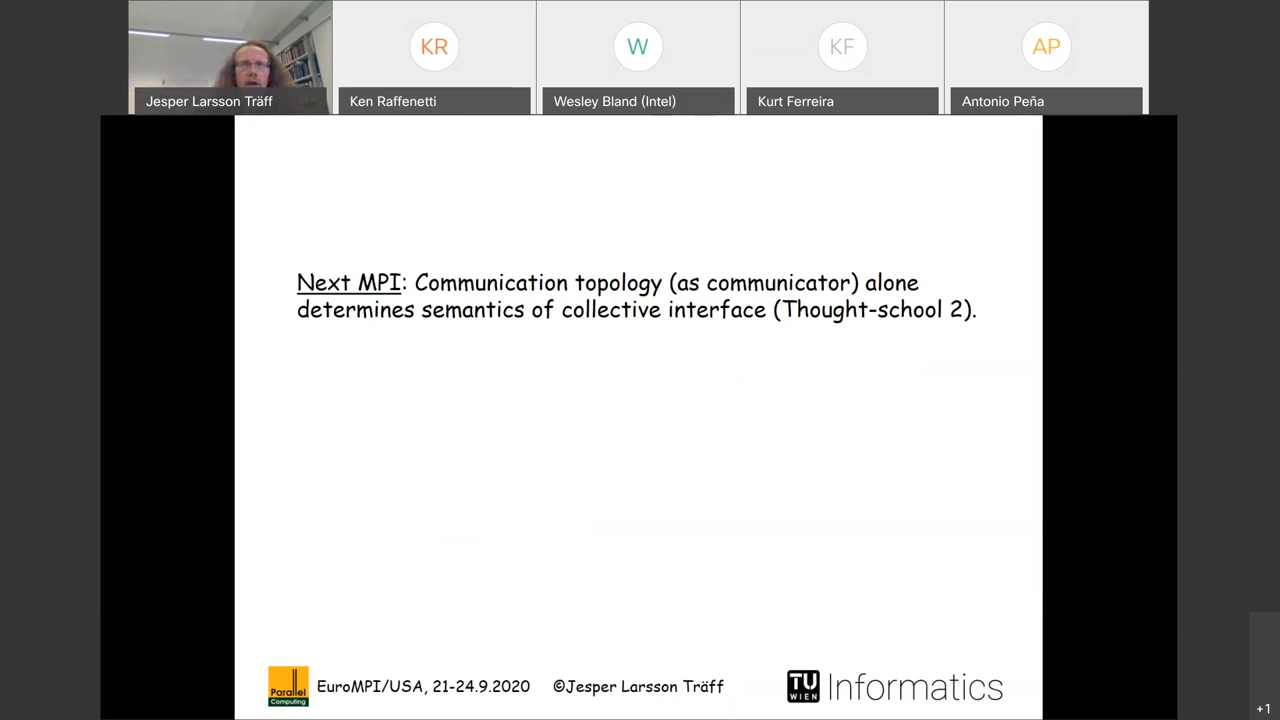 KR
W
KF
AP
Jesper Larsson Träff
Ken Raffenetti
Wesley Bland (Intel)
Kurt Ferreira
Antonio Peña
Next MPI: Communication topology (as communicator) alone
determines semantics of collective interface (Thought-school 2).
Parallel
Computing
EuroMPI/USA, 21-24.9.2020 ©Jesper Larsson Träff
TU
WIEN
Informatics
+1